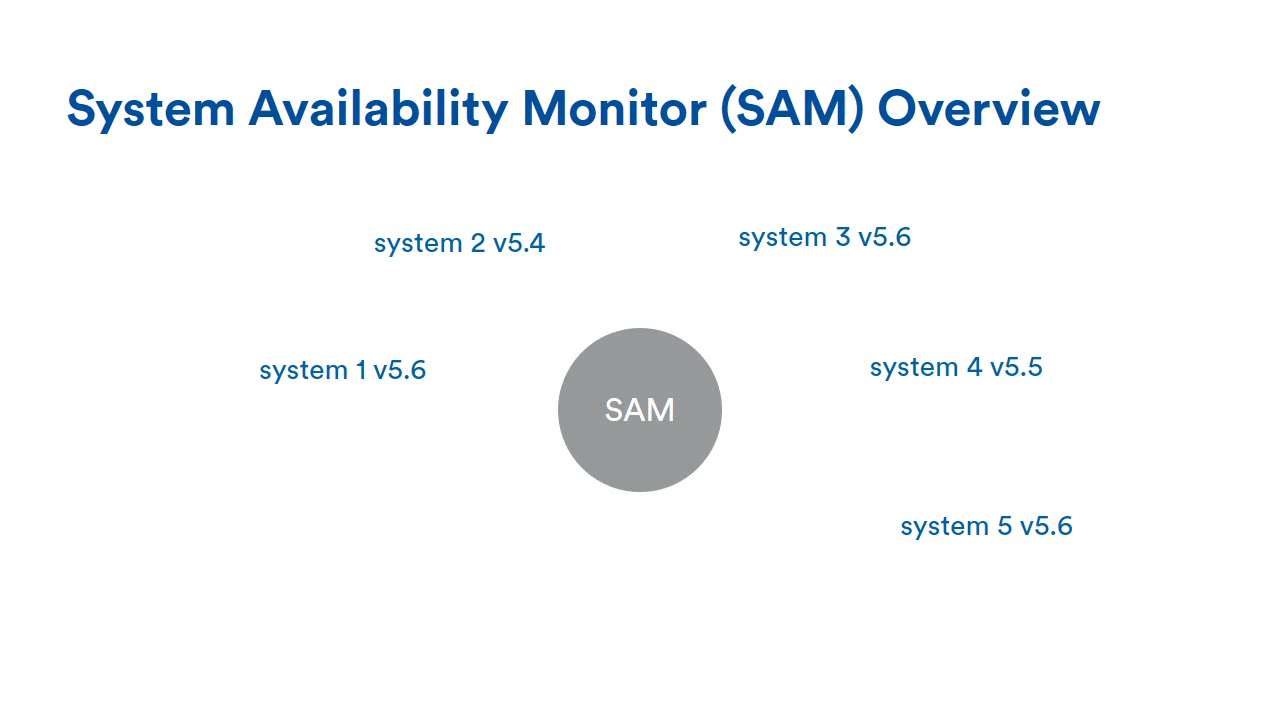 System Availability Monitor (SAM) Overview
system 2 v5.4
system 3 v5.6
system 1 v5.6
system 4 v5.5
SAM
system 5 v5.6